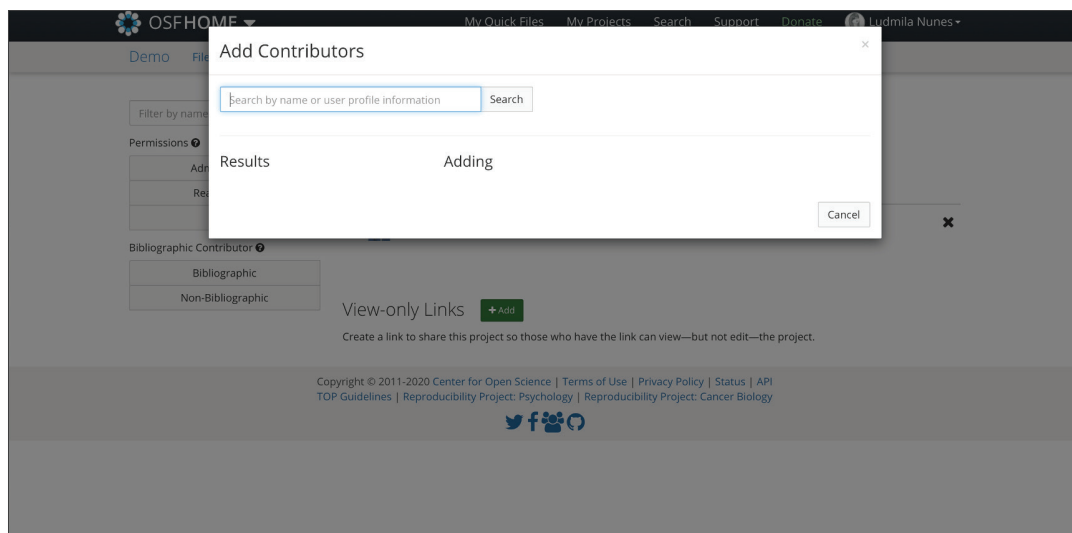 OSFHOME My Quick Files My Projects Search Support Donate Ludmila Nunes
Demo File
Add Contributors ×
Filter by name
Search by name or user profile information Search
Permissions
Results Adding
Cancel
Bibliographic Contributor
Bibliographic
Non-Bibliographic
View-only Links + Add
Create a link to share this project so those who have the link can view—but not edit—the project.
Copyright © 2011-2020 Center for Open Science | Terms of Use | Privacy Policy | Status | API
TOP Guidelines | Reproducibility Project: Psychology | Reproducibility Project: Cancer Biology